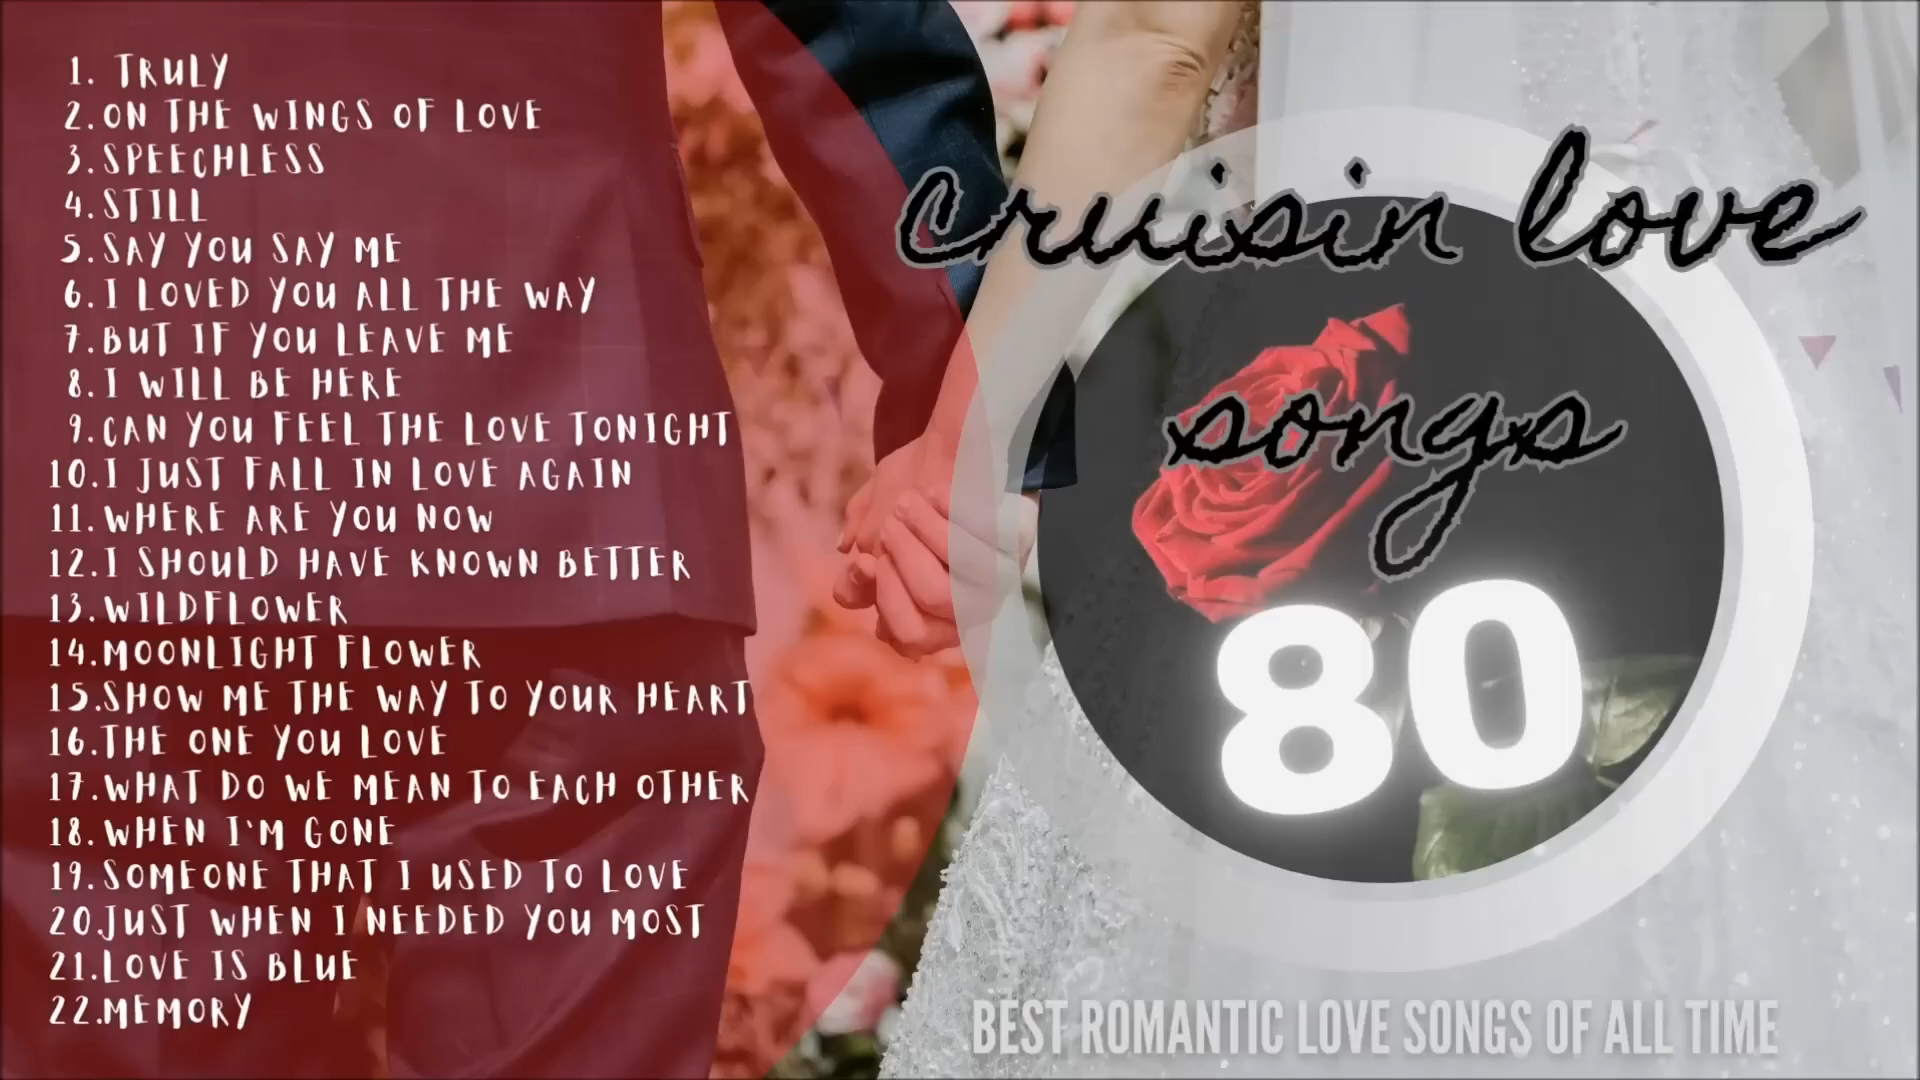 1. TRULY
2. ON THE WINGS OF LOVE
3. SPEECHLESS
4. STILL
5. SAY YOU SAY ME
6. I LOVED YOU ALL THE WAY
7. BUT IF YOU LEAVE ME
8. I WILL BE HERE
9. CAN YOU FEEL THE LOVE TONIGHT
10. I JUST FALL IN LOVE AGAIN
11. WHERE ARE YOU NOW
12. I SHOULD HAVE KNOWN BETTER
13. WILDFLOWER
14. MOONLIGHT FLOWER
15. SHOW ME THE WAY TO YOUR HEART
16. THE ONE YOU LOVE
17. WHAT DO WE MEAN TO EACH OTHER
18. WHEN I'M GONE
19. SOMEONE THAT I USED TO LOVE
20. JUST WHEN I NEEDED YOU MOST
21. LOVE IS BLUE
22. MEMORY
cruisin love
songs
80
BEST ROMANTIC LOVE SONGS OF ALL TIME